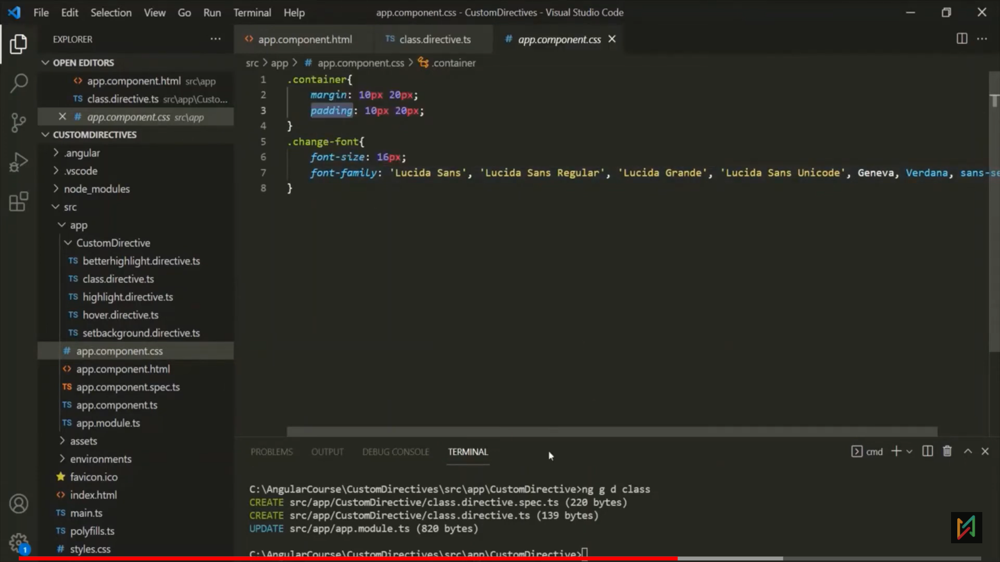 File Edit Selection View Go Run Terminal Help
app.component.css - CustomDirectives - Visual Studio Code
EXPLORER
OPEN EDITORS
app.component.html src\app
TS class.directive.ts src\app\Custo...
# app.component.css src\app
CUSTOMDIRECTIVES
.angular
.vscode
node_modules
src
app
CustomDirective
TS betterhighlight.directive.ts
TS class.directive.ts
TS highlight.directive.ts
TS hover.directive.ts
TS setbackground.directive.ts
# app.component.css
<> app.component.html
TS app.component.spec.ts
TS app.component.ts
TS app.module.ts
assets
environments
favicon.ico
<> index.html
TS main.ts
TS polyfills.ts
# styles.css
1
<> app.component.html TS class.directive.ts # app.component.css
src > app > # app.component.css > .container
1 .container{
2 margin: 10px 20px;
3 padding: 10px 20px;
4 }
5 .change-font{
6 font-size: 16px;
7 font-family: 'Lucida Sans', 'Lucida Sans Regular', 'Lucida Grande', 'Lucida Sans Unicode', Geneva, Verdana, sans-se
8 }
PROBLEMS OUTPUT DEBUG CONSOLE TERMINAL cmd
C:\AngularCourse\CustomDirectives\src\app\CustomDirective>ng g d class
CREATE src/app/CustomDirective/class.directive.spec.ts (220 bytes)
CREATE src/app/CustomDirective/class.directive.ts (139 bytes)
UPDATE src/app/app.module.ts (820 bytes)
C:\AngularCourse\CustomDirectives\src\app\CustomDirective>